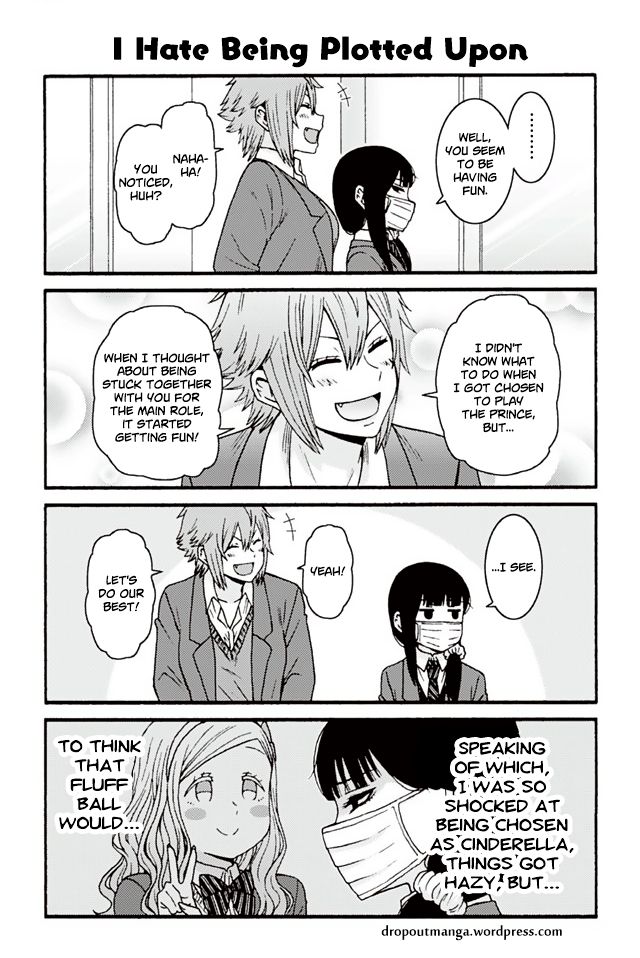 I Hate Being Plotted Upon
..........
WELL,
YOU SEEM
TO BE
HAVING
FUN.
NAHA-
HA!
YOU
NOTICED,
HUH?
I DIDN'T
KNOW WHAT
TO DO WHEN
I GOT CHOSEN
TO PLAY
THE PRINCE,
BUT...
WHEN I THOUGHT
ABOUT BEING
STUCK TOGETHER
WITH YOU FOR
THE MAIN ROLE,
IT STARTED
GETTING FUN!
...I SEE.
YEAH!
LET'S
DO OUR
BEST!
SPEAKING
OF WHICH,
I WAS SO
SHOCKED AT
BEING CHOSEN
AS CINDERELLA,
THINGS GOT
HAZY, BUT...
TO THINK
THAT
FLUFF
BALL
WOULD...
dropoutmanga.wordpress.com